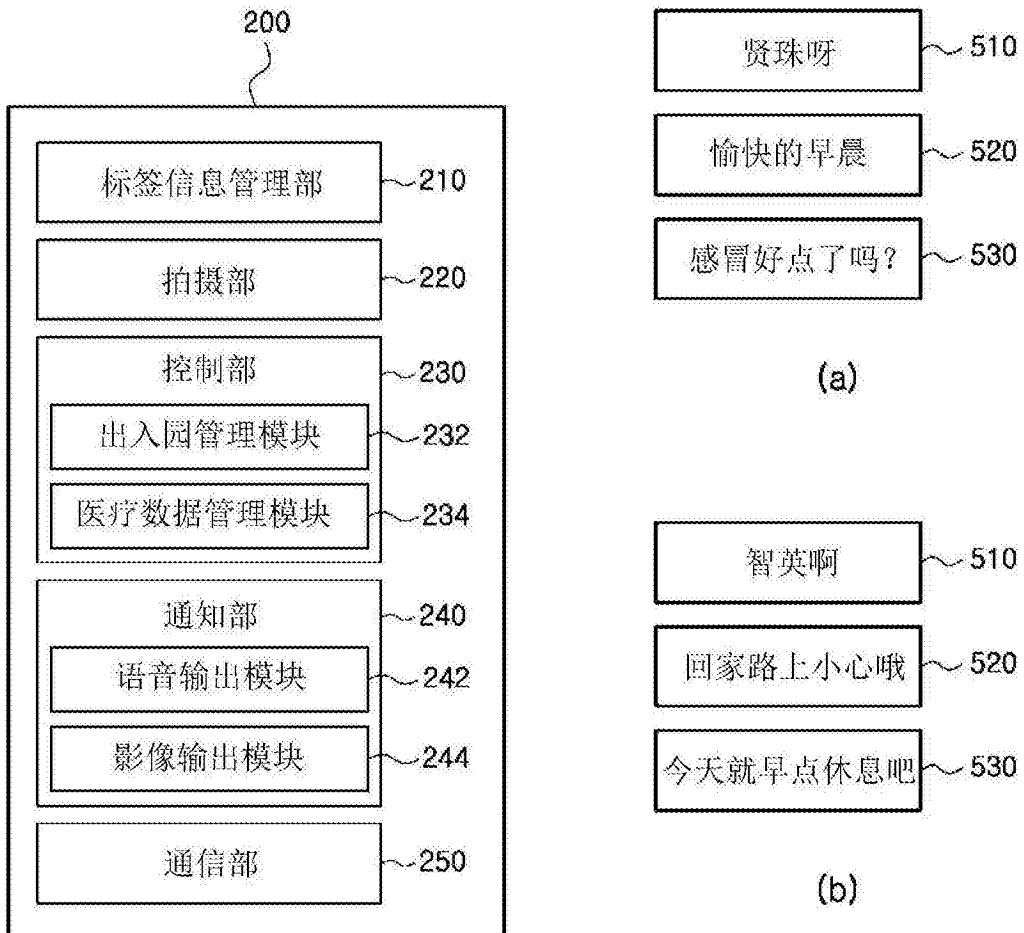 200
标签信息管理部 210
拍摄部 220
控制部 230
出入园管理模块 232
医疗数据管理模块 234
通知部 240
语音输出模块 242
影像输出模块 244
通信部 250
贤珠呀 510
愉快的早晨 520
感冒好点了吗? 530
(a)
智英啊 510
回家路上小心哦 520
今天就早点休息吧 530
(b)